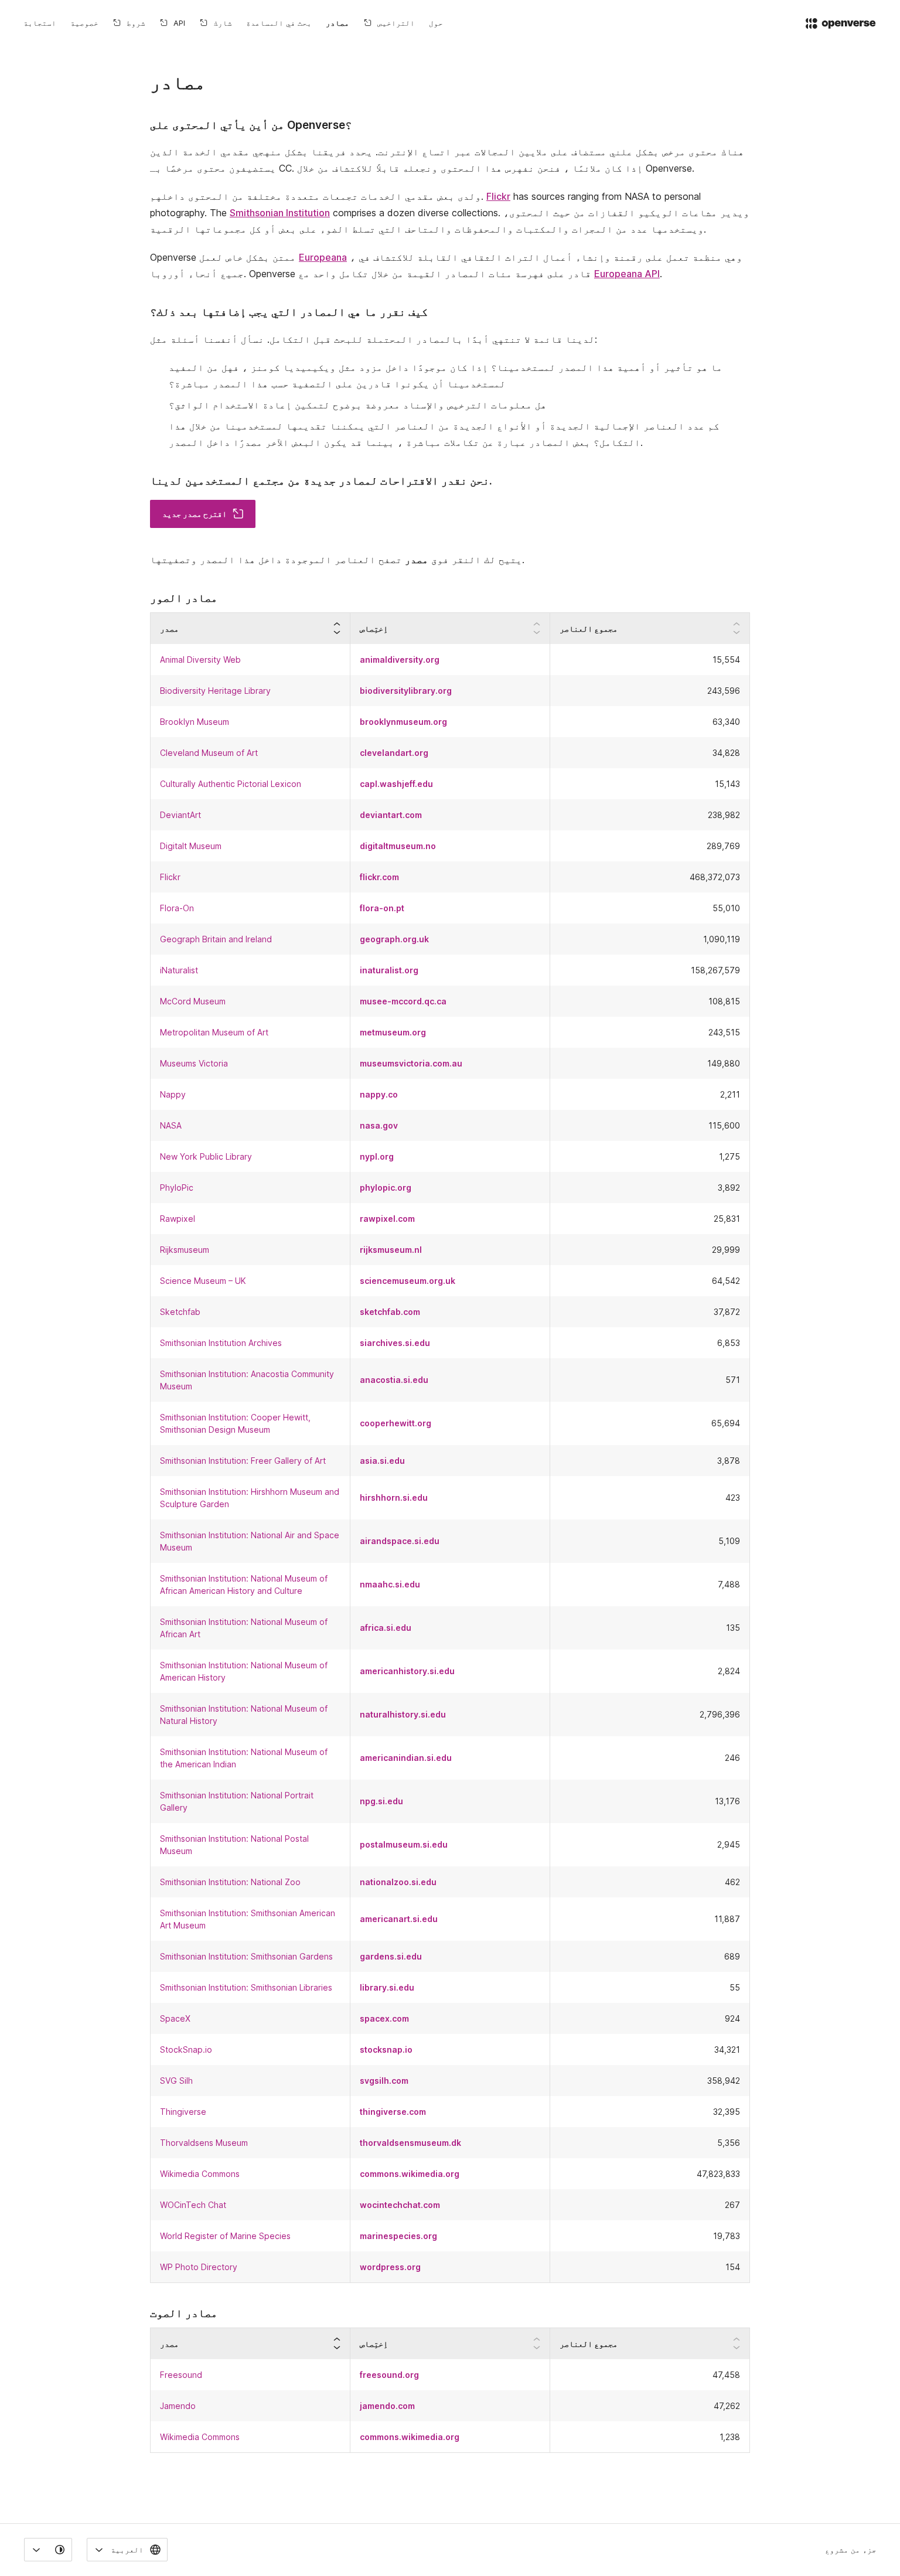 openverse
حول
التراخيص
مصادر
بحث في المساعدة
شارك
API
شروط
خصوصية
استجابة
مصادر
من أين يأتي المحتوى على Openverse؟
هناك محتوى مرخص بشكل علني مستضاف على ملايين المجالات عبر اتساع الإنترنت. يحدد فريقنا بشكل منهجي مقدمي الخدمة الذين
يستضيفون محتوى مرخصًا بـ CC. إذا كان ملائمًا ، فنحن نفهرس هذا المحتوى ونجعله قابلاً للاكتشاف من خلال Openverse.
ولدى بعض مقدمي الخدمات تجمعات متعددة مختلفة من المحتوى داخلهم. Flickr has sources ranging from NASA to personal
photography. The Smithsonian Institution comprises a dozen diverse collections. ويدير مشاعات الويكيو القفازات من حيث المحتوى،
ويستخدمها عدد من المجرات والمكتبات والمحفوظات والمتاحف التي تسلط الضوء على بعض أو كل مجموعاتها الرقمية.
Openverse ممتن بشكل خاص لعمل Europeana ، وهي منظمة تعمل على رقمنة وإنشاء أعمال التراث الثقافي القابلة للاكتشاف في
جميع أنحاء أوروبا. Openverse قادر على فهرسة مئات المصادر القيمة من خلال تكامل واحد مع Europeana API.
كيف نقرر ما هي المصادر التي يجب إضافتها بعد ذلك؟
لدينا قائمة لا تنتهي أبدًا بالمصادر المحتملة للبحث قبل التكامل. نسأل أنفسنا أسئلة مثل:
ما هو تأثير أو أهمية هذا المصدر لمستخدمينا؟ إذا كان موجودًا داخل مزود مثل ويكيميديا كومنز ، فهل من المفيد
لمستخدمينا أن يكونوا قادرين على التصفية حسب هذا المصدر مباشرة؟
هل معلومات الترخيص والإسناد معروضة بوضوح لتمكين إعادة الاستخدام الواثق؟
كم عدد العناصر الإجمالية الجديدة أو الأنواع الجديدة من العناصر التي يمكننا تقديمها لمستخدمينا من خلال هذا
التكامل؟ بعض المصادر عبارة عن تكاملات مباشرة ، بينما قد يكون البعض الآخر مصدرًا داخل المصدر.
نحن نقدر الاقتراحات لمصادر جديدة من مجتمع المستخدمين لدينا.
اقترح مصدر جديد
يتيح لك النقر فوق مصدر تصفح العناصر الموجودة داخل هذا المصدر وتصفيتها.
مصادر الصور
مصدر إختِصاص مجموع العناصر
Animal Diversity Web animaldiversity.org 15,554
Biodiversity Heritage Library biodiversitylibrary.org 243,596
Brooklyn Museum brooklynmuseum.org 63,340
Cleveland Museum of Art clevelandart.org 34,828
Culturally Authentic Pictorial Lexicon capl.washjeff.edu 15,143
DeviantArt deviantart.com 238,982
Digitalt Museum digitaltmuseum.no 289,769
Flickr flickr.com 468,372,073
Flora-On flora-on.pt 55,010
Geograph Britain and Ireland geograph.org.uk 1,090,119
iNaturalist inaturalist.org 158,267,579
McCord Museum musee-mccord.qc.ca 108,815
Metropolitan Museum of Art metmuseum.org 243,515
Museums Victoria museumsvictoria.com.au 149,880
Nappy nappy.co 2,211
NASA nasa.gov 115,600
New York Public Library nypl.org 1,275
PhyloPic phylopic.org 3,892
Rawpixel rawpixel.com 25,831
Rijksmuseum rijksmuseum.nl 29,999
Science Museum – UK sciencemuseum.org.uk 64,542
Sketchfab sketchfab.com 37,872
Smithsonian Institution Archives siarchives.si.edu 6,853
Smithsonian Institution: Anacostia Community
Museum anacostia.si.edu 571
Smithsonian Institution: Cooper Hewitt,
Smithsonian Design Museum cooperhewitt.org 65,694
Smithsonian Institution: Freer Gallery of Art asia.si.edu 3,878
Smithsonian Institution: Hirshhorn Museum and
Sculpture Garden hirshhorn.si.edu 423
Smithsonian Institution: National Air and Space
Museum airandspace.si.edu 5,109
Smithsonian Institution: National Museum of
African American History and Culture nmaahc.si.edu 7,488
Smithsonian Institution: National Museum of
African Art africa.si.edu 135
Smithsonian Institution: National Museum of
American History americanhistory.si.edu 2,824
Smithsonian Institution: National Museum of
Natural History naturalhistory.si.edu 2,796,396
Smithsonian Institution: National Museum of
the American Indian americanindian.si.edu 246
Smithsonian Institution: National Portrait
Gallery npg.si.edu 13,176
Smithsonian Institution: National Postal
Museum postalmuseum.si.edu 2,945
Smithsonian Institution: National Zoo nationalzoo.si.edu 462
Smithsonian Institution: Smithsonian American
Art Museum americanart.si.edu 11,887
Smithsonian Institution: Smithsonian Gardens gardens.si.edu 689
Smithsonian Institution: Smithsonian Libraries library.si.edu 55
SpaceX spacex.com 924
StockSnap.io stocksnap.io 34,321
SVG Silh svgsilh.com 358,942
Thingiverse thingiverse.com 32,395
Thorvaldsens Museum thorvaldsensmuseum.dk 5,356
Wikimedia Commons commons.wikimedia.org 47,823,833
WOCinTech Chat wocintechchat.com 267
World Register of Marine Species marinespecies.org 19,783
WP Photo Directory wordpress.org 154
مصادر الصوت
مصدر إختِصاص مجموع العناصر
Freesound freesound.org 47,458
Jamendo jamendo.com 47,262
Wikimedia Commons commons.wikimedia.org 1,238
جزء من مشروع
العربية